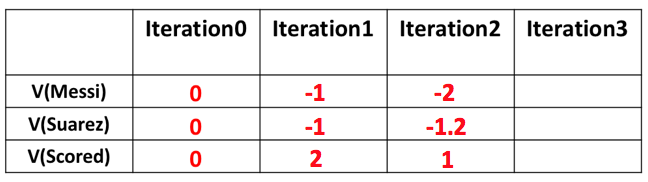 Iteration0 Iteration1 Iteration2 Iteration3
V(Messi) 0 -1 -2
V(Suarez) 0 -1 -1.2
V(Scored) 0 2 1